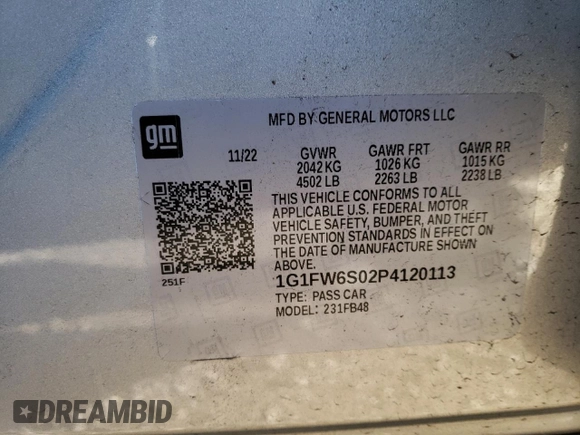 gm
MFD BY GENERAL MOTORS LLC
11/22 GVWR GAWR FRT GAWR RR
2042 KG 1026 KG 1015 KG
4502 LB 2263 LB 2238 LB
THIS VEHICLE CONFORMS TO ALL
APPLICABLE U.S. FEDERAL MOTOR
VEHICLE SAFETY, BUMPER, AND THEFT
PREVENTION STANDARDS IN EFFECT ON
THE DATE OF MANUFACTURE SHOWN
ABOVE.
251F
1G1FW6S02P4120113
TYPE: PASS CAR
MODEL: 231FB48
DREAMBID